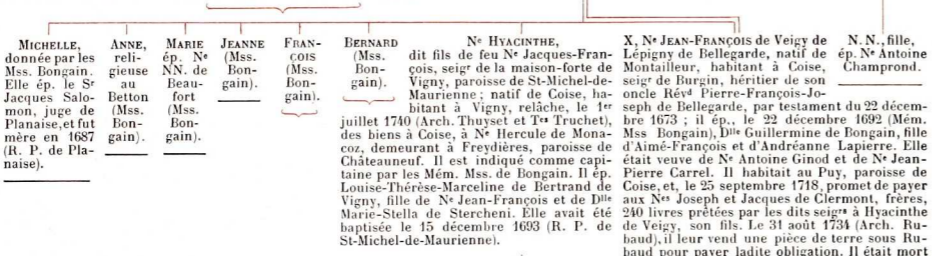 MICHELLE,
donnée par les
Mss. Bongain.
Elle ép. le Sr
Jacques Salo-
mon, juge de
Planaise, et fut
mère en 1687
(R. P. de Pla-
naise).
ANNE,
reli-
gieuse
au
Betton
(Mss.
Bon-
gain).
MARIE
ép. Ne
NN. de
Beau-
fort
(Mss.
Bon-
gain).
JEANNE
(Mss.
Bon-
gain).
FRAN-
ÇOIS
(Mss.
Bon-
gain).
BERNARD
(Mss.
Bon-
gain).
Ne HYACINTHE,
dit fils de feu Ne Jacques-Fran-
çois, seigr de la maison-forte de
Vigny, paroisse de St-Michel-de-
Maurienne ; natif de Coise, ha-
bitant à Vigny, relâche, le 1er
juillet 1740 (Arch. Thuyset et Tes Truchet),
des biens à Coise, à Ne Hercule de Mona-
coz, demeurant à Freydières, paroisse de
Châteauneuf. Il est indiqué comme capi-
taine par les Mém. Mss. de Bongain. Il ép.
Louise-Thérèse-Marceline de Bertrand de
Vigny, fille de Ne Jean-François et de Dlle
Marie-Stella de Stercheni. Elle avait été
baptisée le 15 décembre 1693 (R. P. de
St-Michel-de-Maurienne).
X, Ne JEAN-FRANÇOIS de Veigy de
Lépigny de Bellegarde, natif de
Montailleur, habitant à Coise,
seigr de Burgin, héritier de son
oncle Révd Pierre-François-Jo-
seph de Bellegarde, par testament du 22 décem-
bre 1673 ; il ép., le 22 décembre 1692 (Mém.
Mss Bongain), Dlle Guillermine de Bongain, fille
d'Aimé-François et d'Andréanne Lapierre. Elle
était veuve de Ne Antoine Ginod et de Ne Jean-
Pierre Carrel. Il habitait au Puy, paroisse de
Coise, et, le 25 septembre 1718, promet de payer
aux Nes Joseph et Jacques de Clermont, frères,
240 livres prêtées par les dits seigrs à Hyacinthe
de Veigy, son fils. Le 31 août 1734 (Arch. Ru-
baud), il leur vend une pièce de terre sous Ru-
baud pour payer ladite obligation. Il était mort
N. N., fille,
ép. Ne Antoine
Champrond.